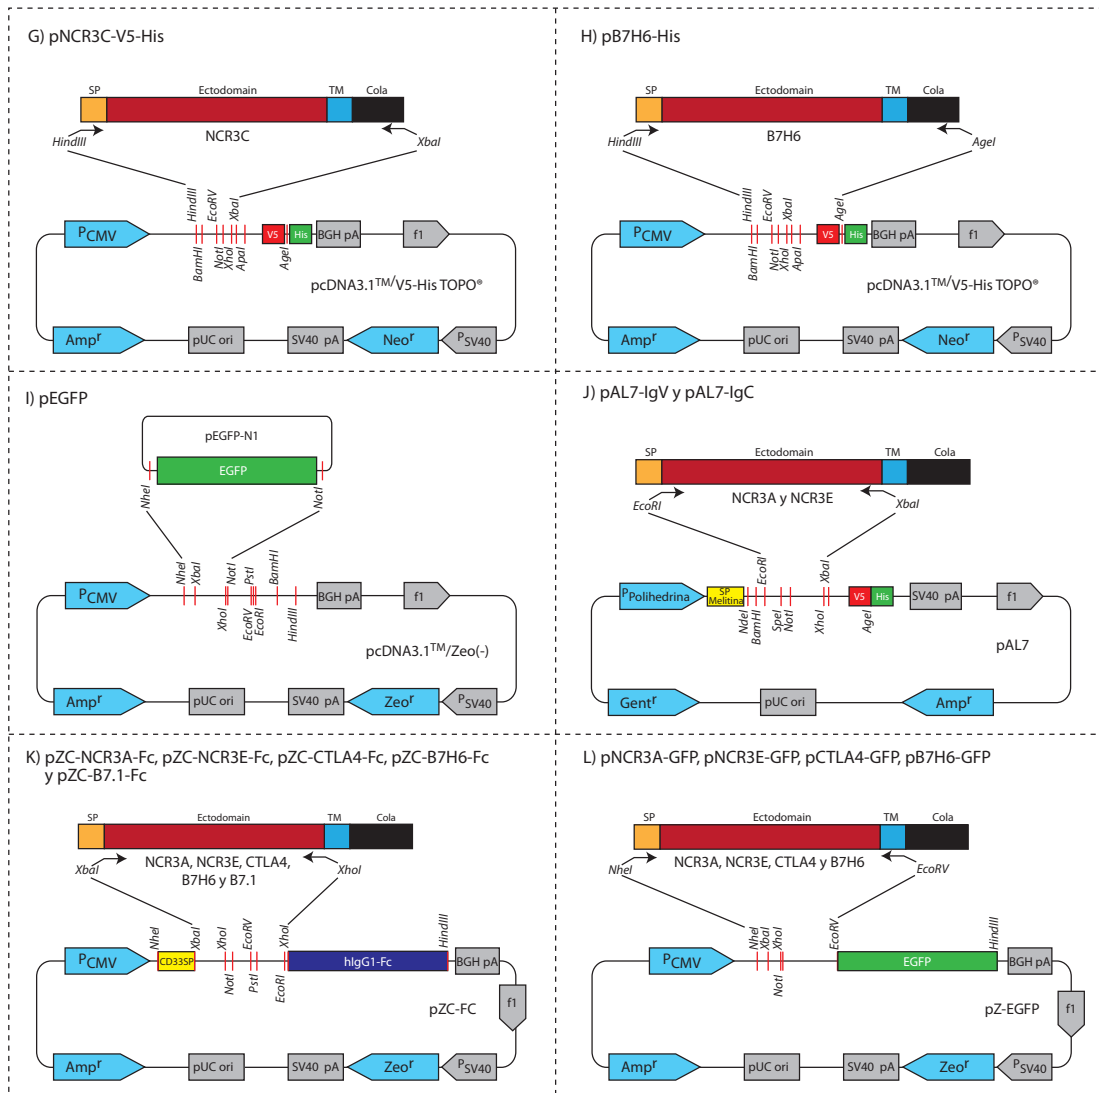 G) pNCR3C-V5-His
SP Ectodomain TM Cola
NCR3C
HindIII XbaI
HindIII EcoRV XbaI
PCMV V5 His BGH pA f1
BamHI NotI XhoI ApaI AgeI
pcDNA3.1™/V5-His TOPO®
Ampʳ pUC ori SV40 pA Neoʳ PSV40
H) pB7H6-His
SP Ectodomain TM Cola
B7H6
HindIII AgeI
HindIII EcoRV XbaI AgeI
PCMV V5 His BGH pA f1
BamHI NotI XhoI ApaI
pcDNA3.1™/V5-His TOPO®
Ampʳ pUC ori SV40 pA Neoʳ PSV40
I) pEGFP
pEGFP-N1
EGFP
NheI NotI
NheI XbaI NotI PstI BamHI
PCMV BGH pA f1
XhoI EcoRV EcoRI HindIII
pcDNA3.1™/Zeo(-)
Ampʳ pUC ori SV40 pA Zeoʳ PSV40
J) pAL7-IgV y pAL7-IgC
SP Ectodomain TM Cola
NCR3A y NCR3E
EcoRI XbaI
EcoRI XbaI
PPolihedrina SP Melitina V5 His SV40 pA f1
NdeI BamHI SpeI NotI XhoI AgeI
pAL7
Gentʳ pUC ori Ampʳ
K) pZC-NCR3A-Fc, pZC-NCR3E-Fc, pZC-CTLA4-Fc, pZC-B7H6-Fc
y pZC-B7.1-Fc
SP Ectodomain TM Cola
NCR3A, NCR3E, CTLA4,
B7H6 y B7.1
XbaI XhoI
NheI XbaI XhoI EcoRV XhoI HindIII
PCMV CD33SP hIgG1-Fc BGH pA
NotI PstI EcoRI
pZC-FC f1
Ampʳ pUC ori SV40 pA Zeoʳ PSV40
L) pNCR3A-GFP, pNCR3E-GFP, pCTLA4-GFP, pB7H6-GFP
SP Ectodomain TM Cola
NCR3A, NCR3E, CTLA4 y B7H6
NheI EcoRV
NheI XbaI XhoI EcoRV HindIII
PCMV EGFP BGH pA
NotI
pZ-EGFP f1
Ampʳ pUC ori SV40 pA Zeoʳ PSV40